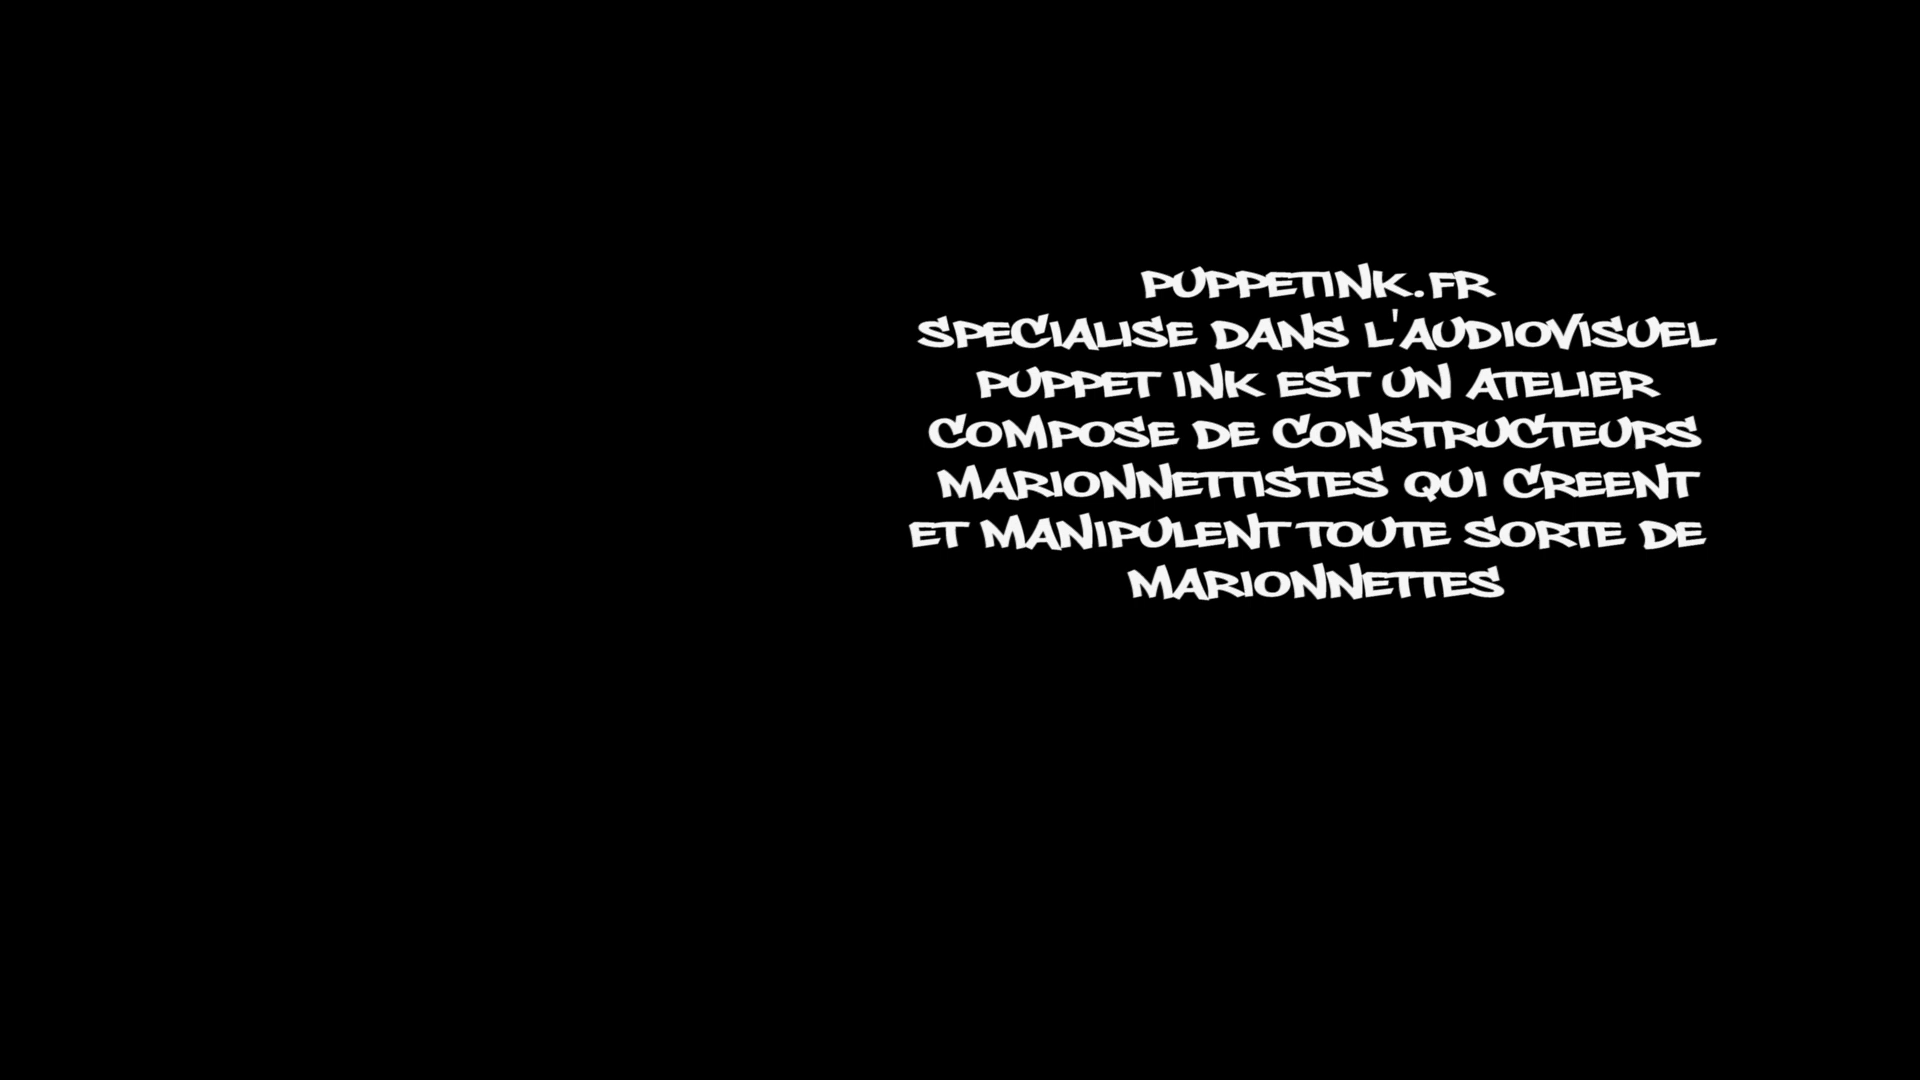 PUPPETINK.FR
SPECIALISE DANS L'AUDIOVISUEL
PUPPET INK EST UN ATELIER
COMPOSE DE CONSTRUCTEURS
MARIONNETTISTES QUI CREENT
ET MANIPULENT TOUTE SORTE DE
MARIONNETTES